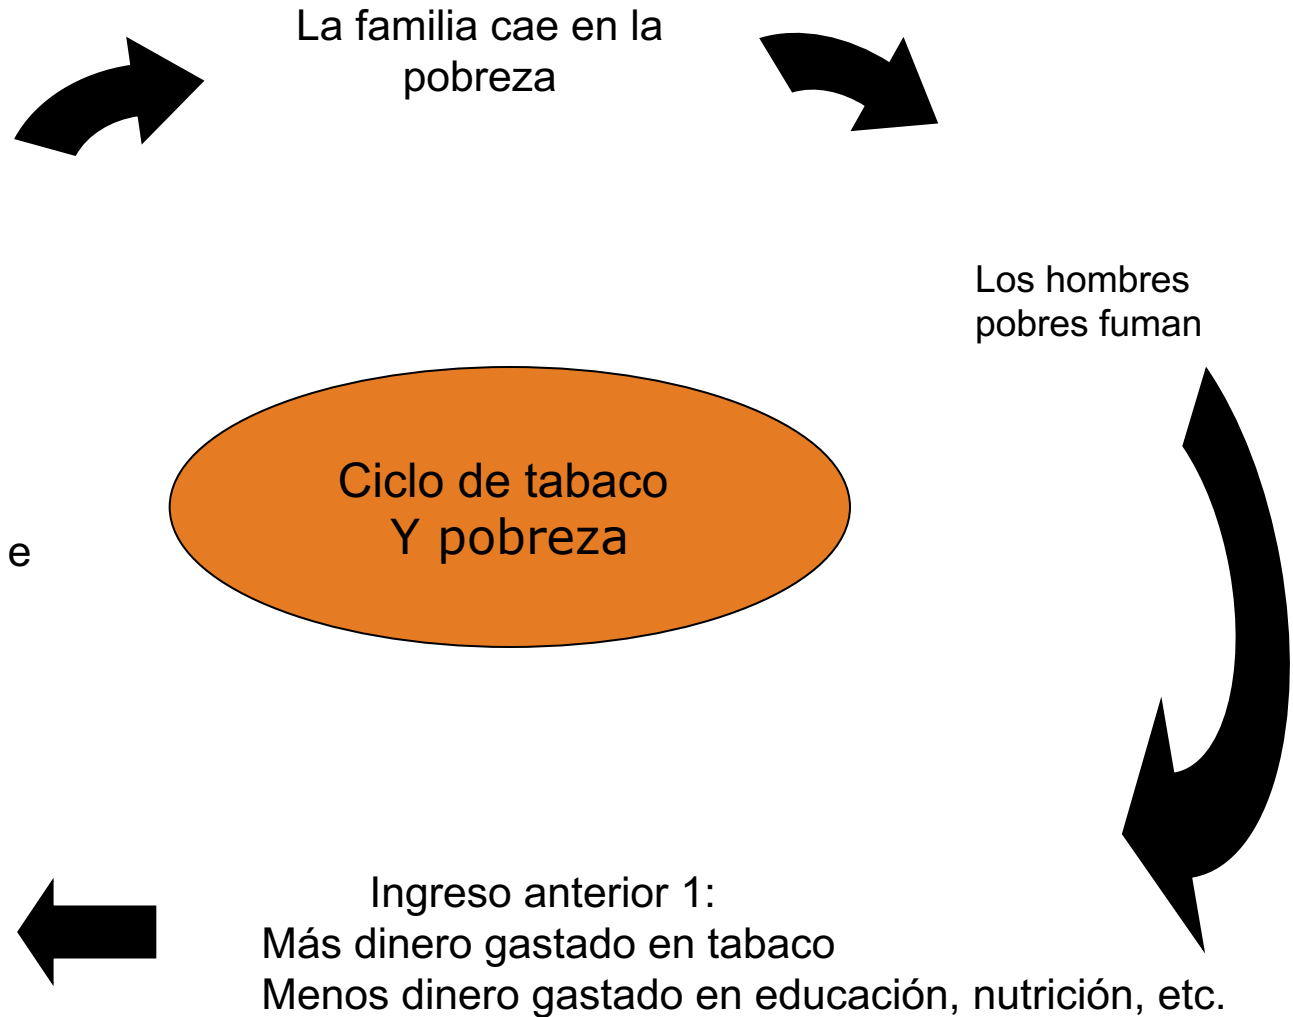 La familia cae en la
pobreza
Los hombres
pobres fuman
Ciclo de tabaco
Y pobreza
e
Ingreso anterior 1:
Más dinero gastado en tabaco
Menos dinero gastado en educación, nutrición, etc.